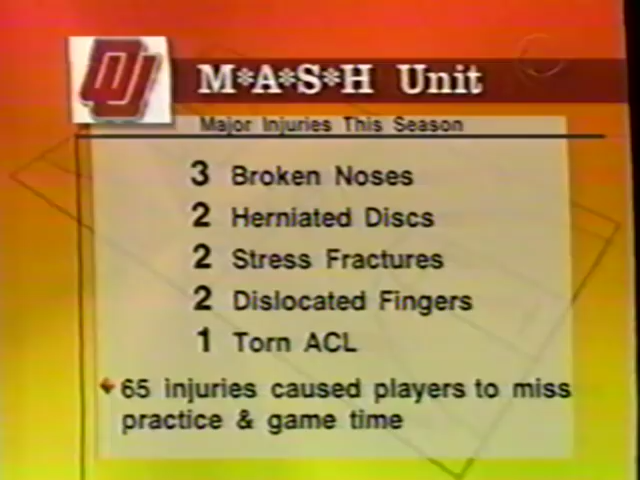 OU
M*A*S*H Unit
Major Injuries This Season
3 Broken Noses
2 Herniated Discs
2 Stress Fractures
2 Dislocated Fingers
1 Torn ACL
65 injuries caused players to miss
practice & game time